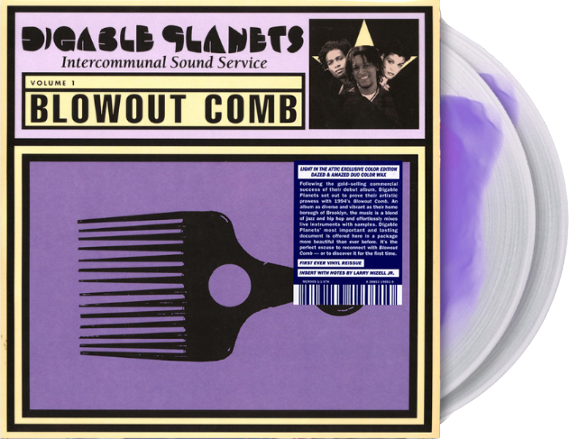 DIGABLE PLANETS
Intercommunal Sound Service
VOLUME 1
BLOWOUT COMB
LIGHT IN THE ATTIC EXCLUSIVE COLOR EDITION
DAZED & AMAZED DUO COLOR WAX
Following the gold-selling commercial
success of their debut album, Digable
Planets set out to prove their artistic
prowess with 1994's Blowout Comb. An
album as diverse and vibrant as their home
borough of Brooklyn, the music is a blend
of jazz and hip hop and effortlessly mixes
live instruments with samples. Digable
Planets' most important and lasting
document is offered here in a package
more beautiful than ever before. It's the
perfect excuse to reconnect with Blowout
Comb — or to discover it for the first time.
FIRST EVER VINYL REISSUE
INSERT WITH NOTES BY LARRY MIZELL JR.